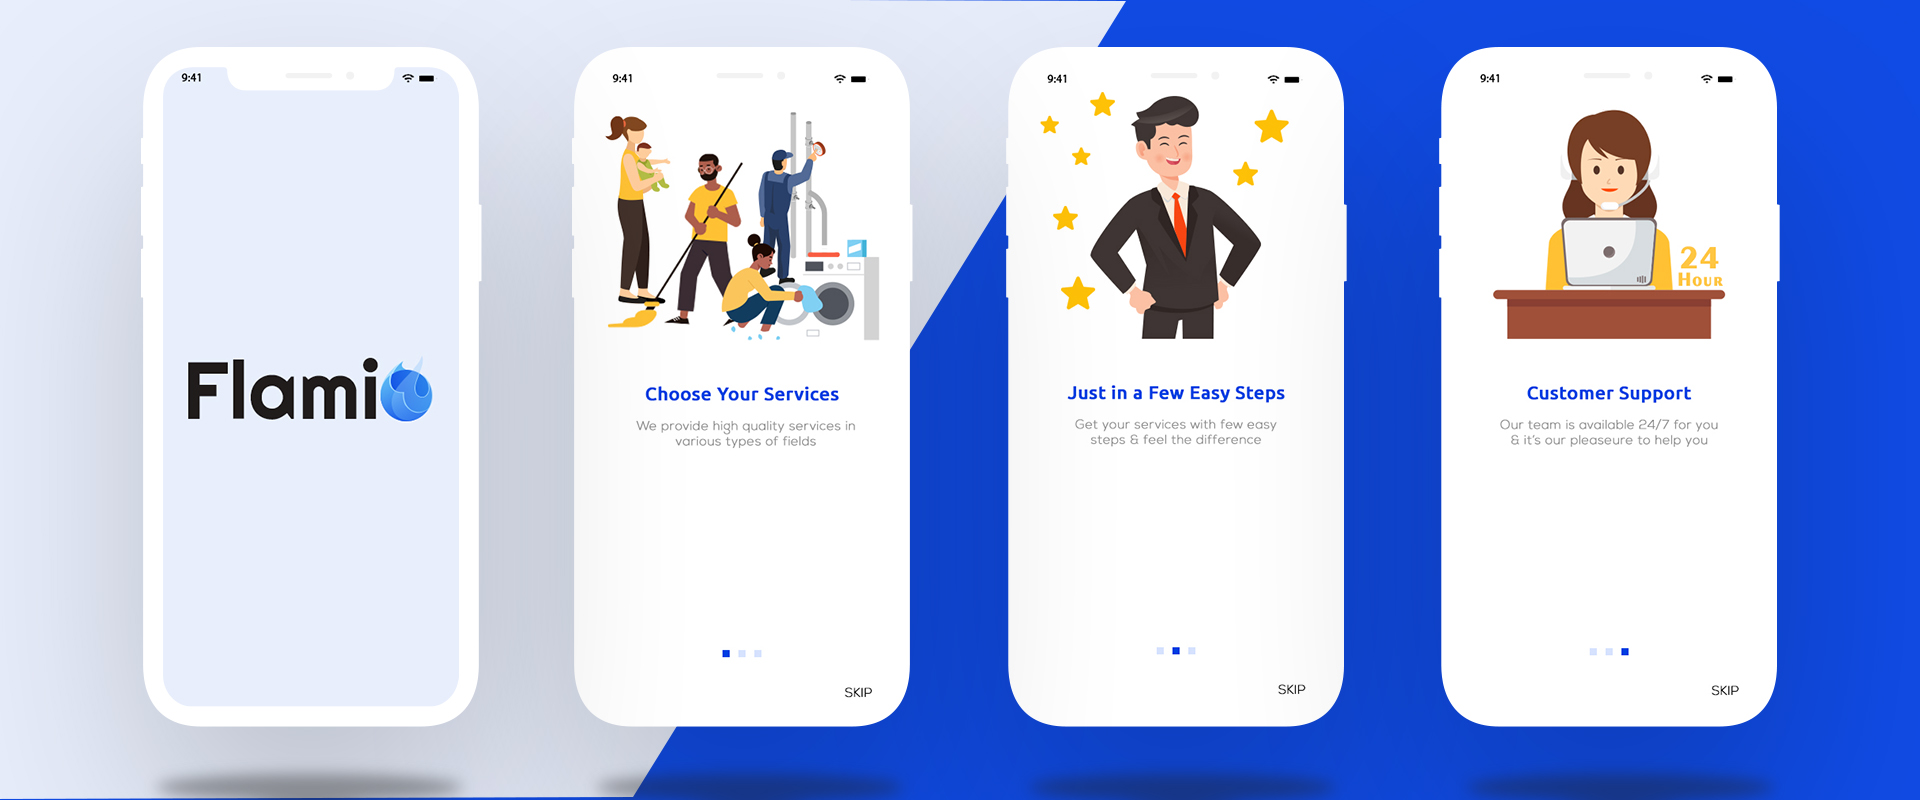 9:41
Flamio
9:41
Choose Your Services
We provide high quality services in
various types of fields
SKIP
9:41
Just in a Few Easy Steps
Get your services with few easy
steps & feel the difference
SKIP
9:41
24
HOUR
Customer Support
Our team is available 24/7 for you
& it's our pleaseure to help you
SKIP